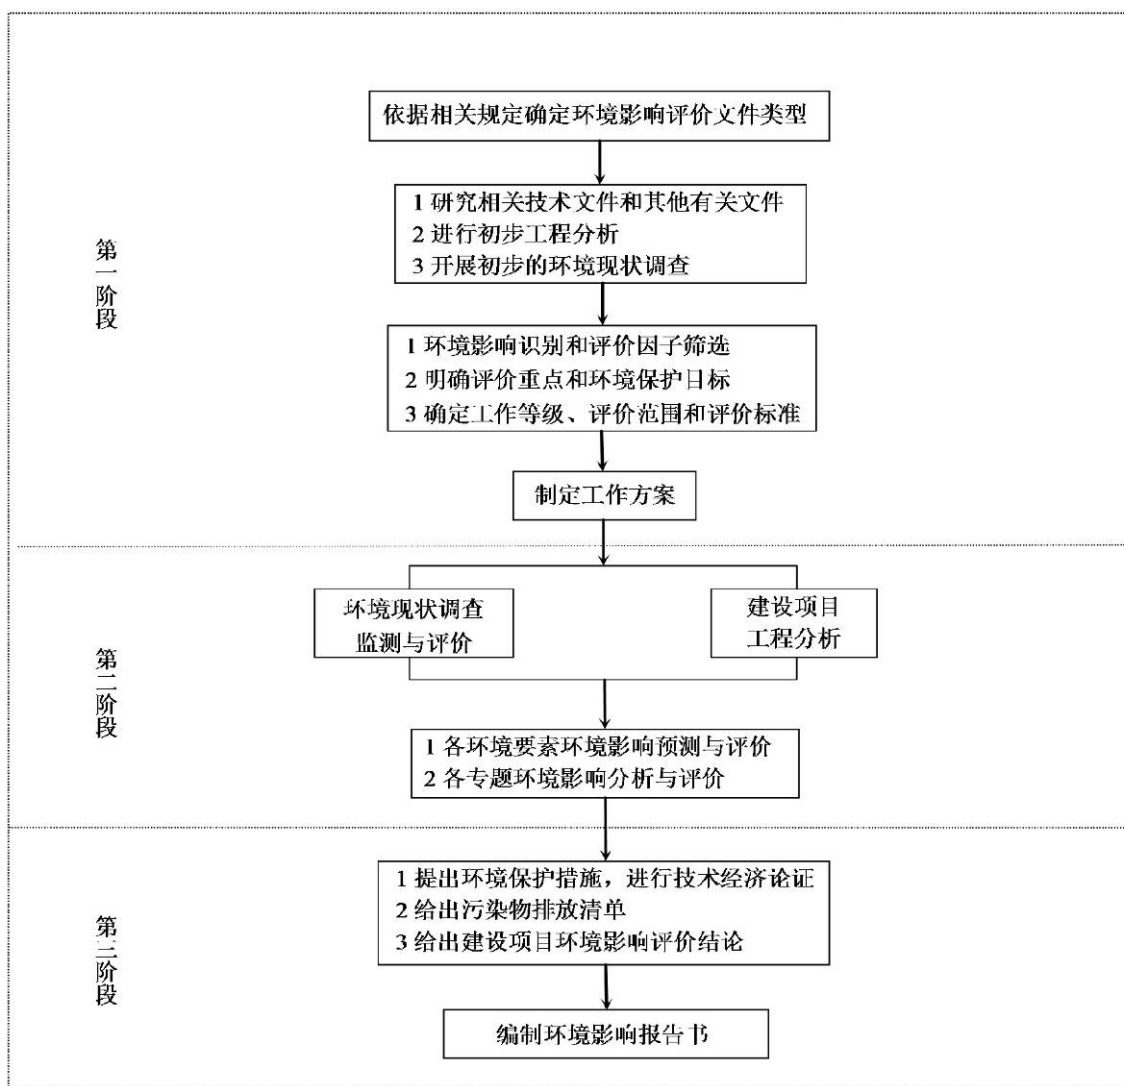 依据相关规定确定环境影响评价文件类型
1 研究相关技术文件和其他有关文件
2 进行初步工程分析
3 开展初步的环境现状调查
第一阶段
1 环境影响识别和评价因子筛选
2 明确评价重点和环境保护目标
3 确定工作等级、评价范围和评价标准
制定工作方案
环境现状调查
监测与评价
建设项目
工程分析
第二阶段
1 各环境要素环境影响预测与评价
2 各专题环境影响分析与评价
1 提出环境保护措施，进行技术经济论证
2 给出污染物排放清单
3 给出建设项目环境影响评价结论
第三阶段
编制环境影响报告书